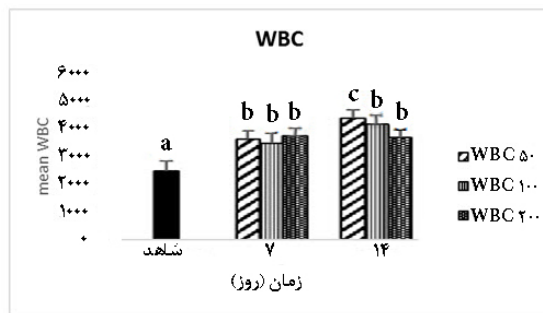 WBC
۶۰۰۰
۵۰۰۰
۴۰۰۰
۳۰۰۰
۲۰۰۰
۱۰۰۰
۰
mean WBC
a
b b b
c b b
شاهد ۷ ۱۴
زمان (روز)
WBC ۵۰
WBC ۱۰۰
WBC ۲۰۰